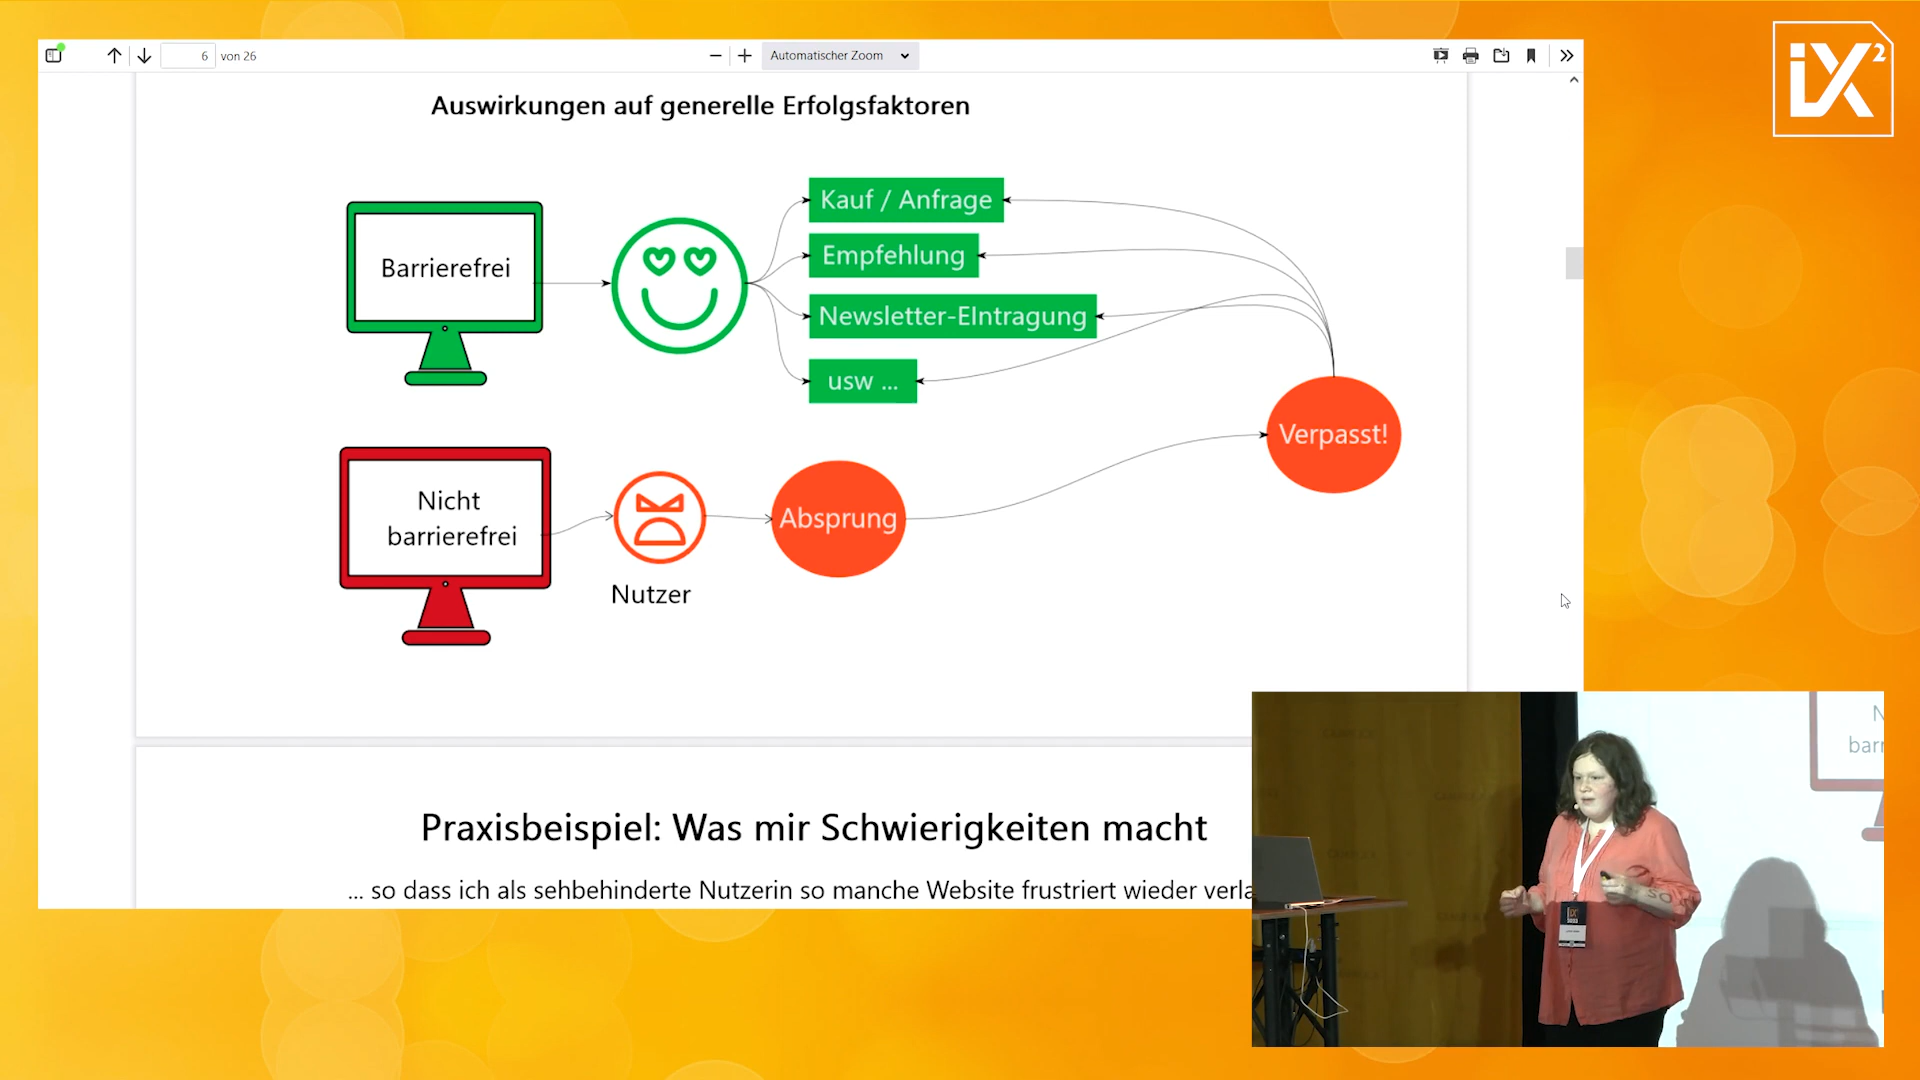 6 von 26
Automatischer Zoom
iX²
Auswirkungen auf generelle Erfolgsfaktoren
Barrierefrei
Kauf / Anfrage
Empfehlung
Newsletter-EIntragung
usw ...
Nicht
barrierefrei
Nutzer
Absprung
Verpasst!
Praxisbeispiel: Was mir Schwierigkeiten macht
... so dass ich als sehbehinderte Nutzerin so manche Website frustriert wieder verla
N
barr